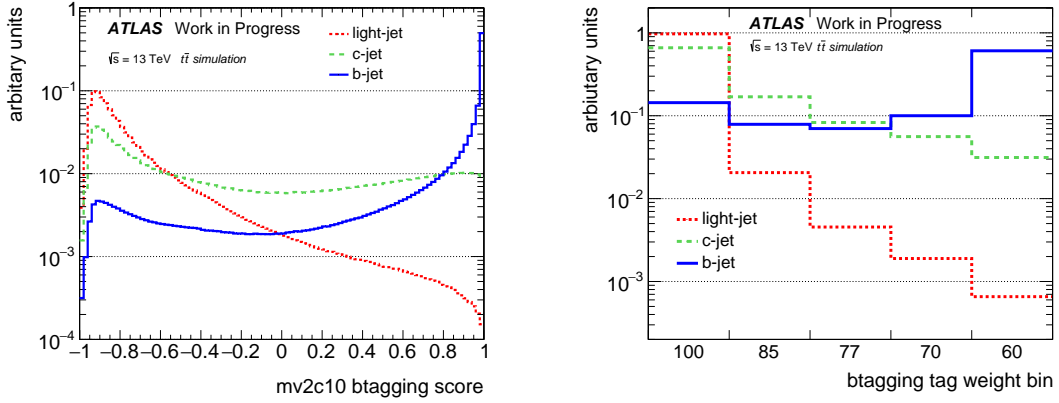 arbitary units
ATLAS Work in Progress
√s = 13 TeV tt̄ simulation
light-jet
c-jet
b-jet
1
10⁻¹
10⁻²
10⁻³
10⁻⁴
−1 −0.8 −0.6 −0.4 −0.2 0 0.2 0.4 0.6 0.8 1
mv2c10 btagging score
arbiutary units
ATLAS Work in Progress
√s = 13 TeV tt̄ simulation
1
10⁻¹
10⁻²
10⁻³
light-jet
c-jet
b-jet
100 85 77 70 60
btagging tag weight bin